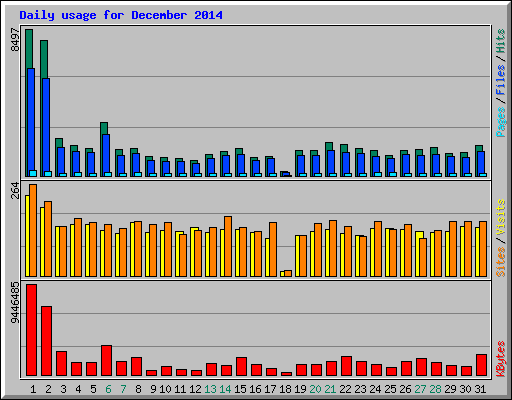 Daily usage for December 2014
8497
Pages / Files / Hits
264
Sites / Visits
9446485
KBytes
1 2 3 4 5 6 7 8 9 10 11 12 13 14 15 16 17 18 19 20 21 22 23 24 25 26 27 28 29 30 31